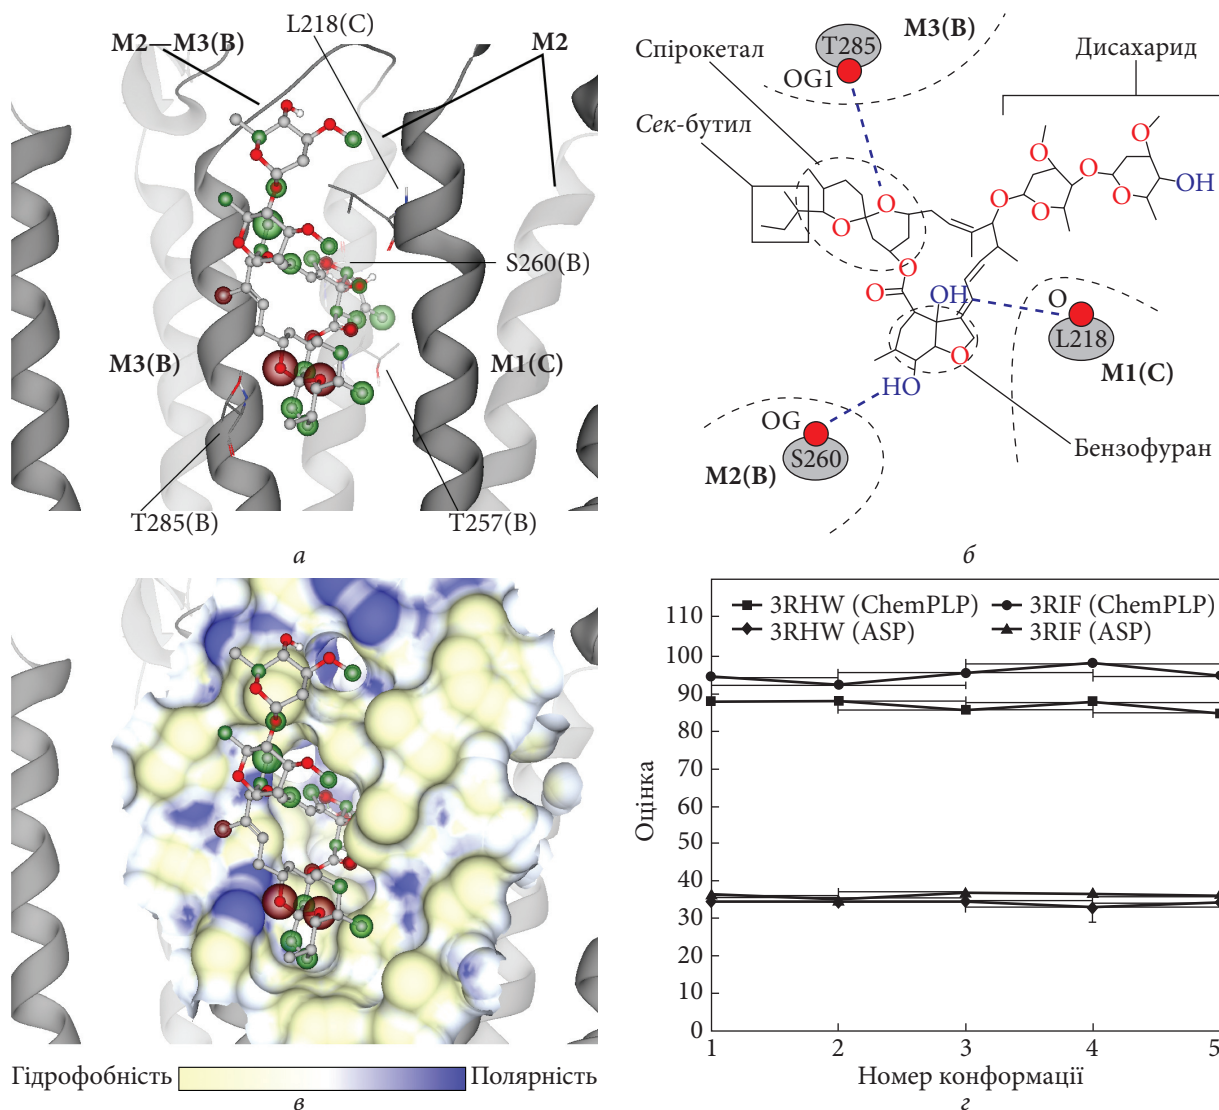 L218(C)
M2—M3(B)
M2
S260(B)
M3(B)
M1(C)
T285(B)
T257(B)
а
M3(B)
T285
OG1
Спірокетал
Дисахарид
Сек-бутил
O
O
O
O
O
O
O
O
OH
O
O
OH
O
HO
O
L218
M1(C)
OG
S260
M2(B)
Бензофуран
б
Гідрофобність
Полярність
в
3RHW (ChemPLP)
3RIF (ChemPLP)
3RHW (ASP)
3RIF (ASP)
110
100
90
80
70
60
50
40
30
20
10
0
Оцінка
1 2 3 4 5
Номер конформації
г